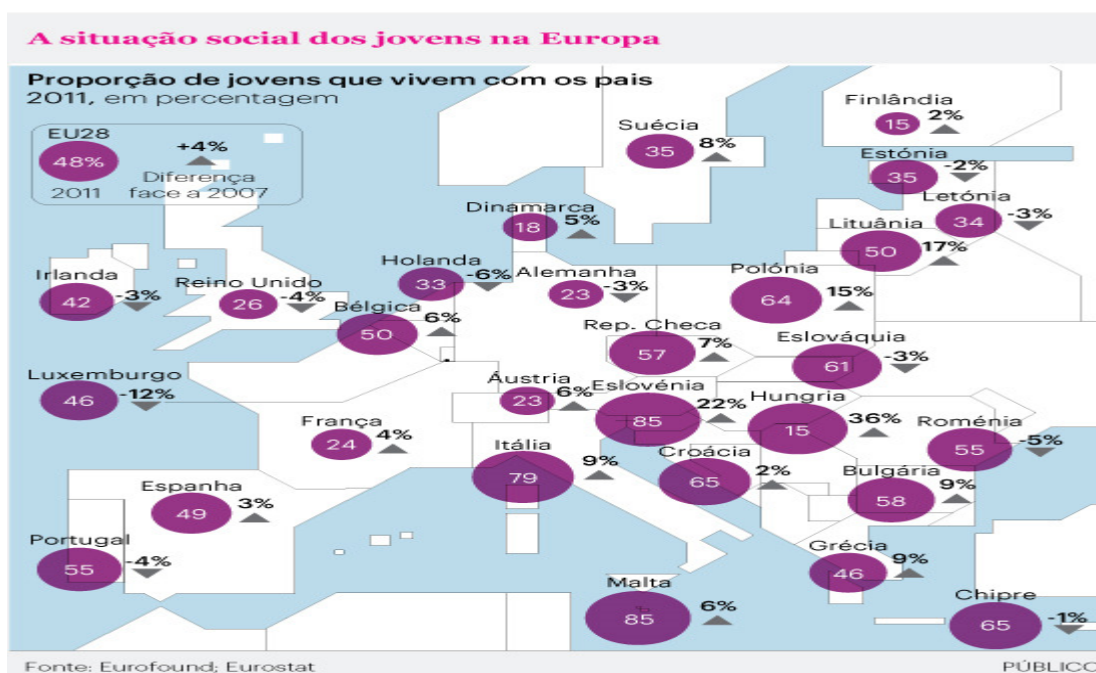 A situação social dos jovens na Europa
Proporção de jovens que vivem com os pais
2011, em percentagem
EU28
48%
+4%
2011
Diferença
face a 2007
Finlândia
15 2%
Suécia
35 8%
Estónia
35 -2%
Letónia
34 -3%
Dinamarca
18 5%
Lituânia
50 17%
Irlanda
42 -3%
Reino Unido
26 -4%
Holanda
33 -6%
Alemanha
23 -3%
Polónia
64 15%
Bélgica
50 6%
Rep. Checa
57 7%
Eslováquia
61 -3%
Luxemburgo
46 -12%
Áustria
23 6%
Eslovénia
85 22%
Hungria
15 36%
França
24 4%
Itália
79 9%
Croácia
65 2%
Roménia
55 -5%
Espanha
49 3%
Bulgária
58 9%
Portugal
55 -4%
Grécia
46 9%
Malta
85 6%
Chipre
65 -1%
Fonte: Eurofound; Eurostat
PÚBLICO